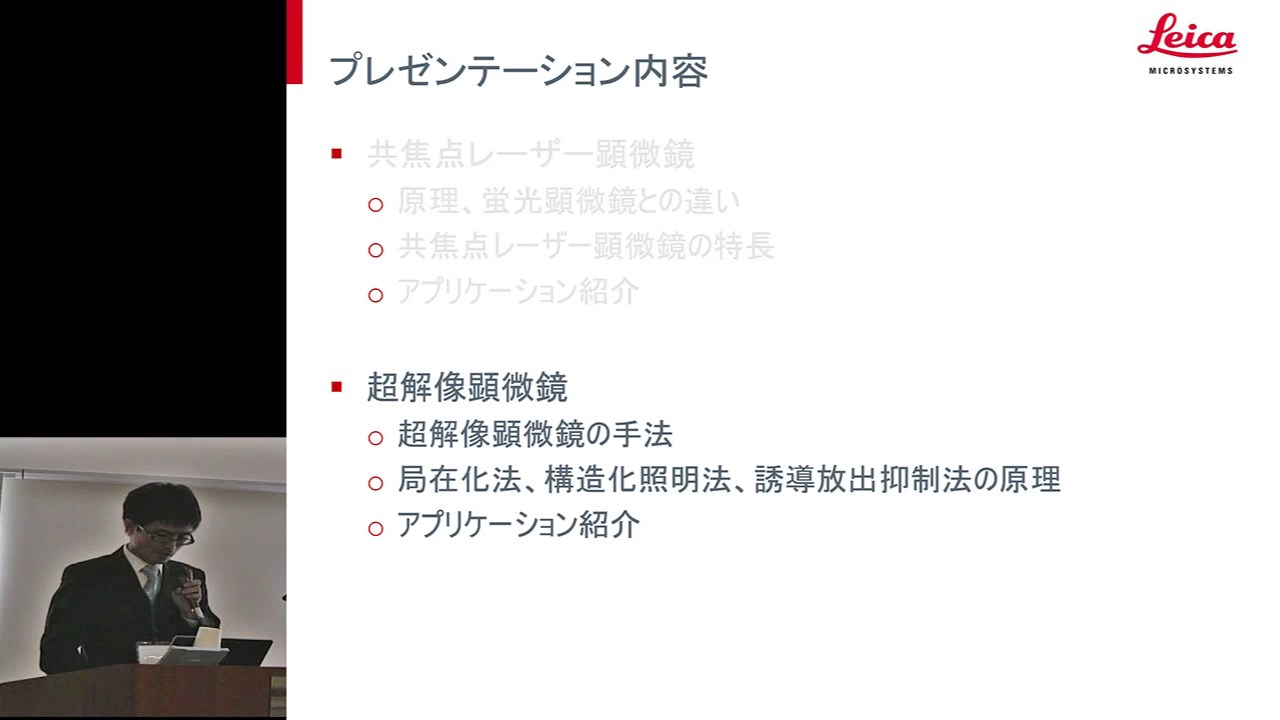 プレゼンテーション内容
Leica
MICROSYSTEMS
共焦点レーザー顕微鏡
原理、蛍光顕微鏡との違い
共焦点レーザー顕微鏡の特長
アプリケーション紹介
超解像顕微鏡
超解像顕微鏡の手法
局在化法、構造化照明法、誘導放出抑制法の原理
アプリケーション紹介